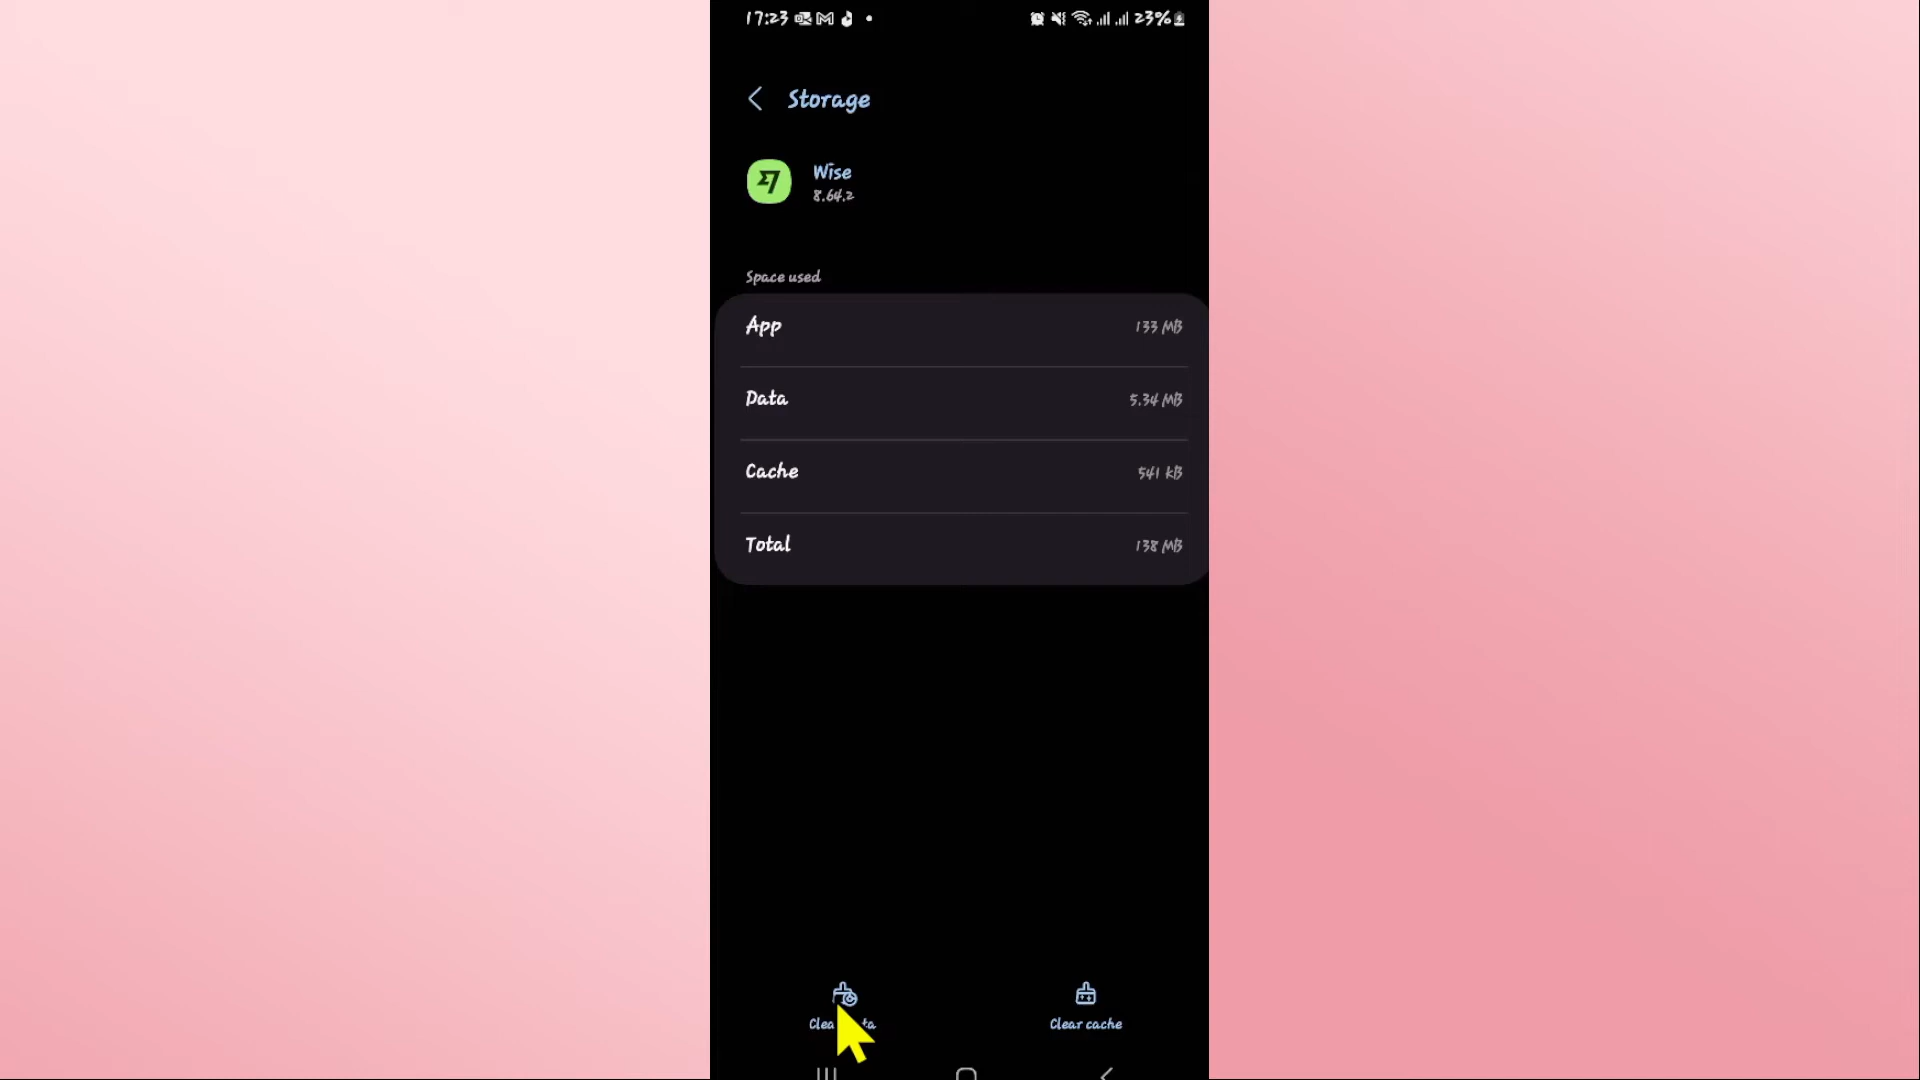 17:23 23%
Storage
Wise
8.64.2
Space used
App 133 MB
Data 5.34 MB
Cache 541 kB
Total 138 MB
Clear cache